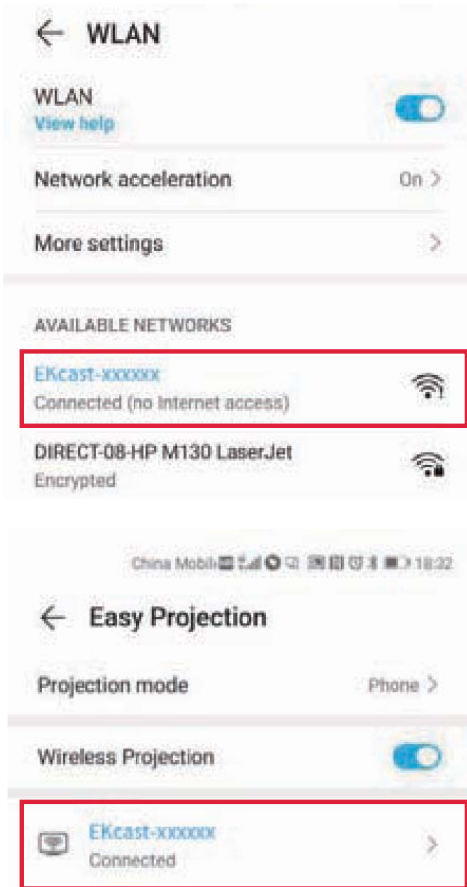 WLAN
WLAN
View help
Network acceleration On
More settings
AVAILABLE NETWORKS
EKcast-xxxxxx
Connected (no Internet access)
DIRECT-08-HP M130 LaserJet
Encrypted
China Mobile 18:32
Easy Projection
Projection mode Phone
Wireless Projection
EKcast-xxxxxx
Connected